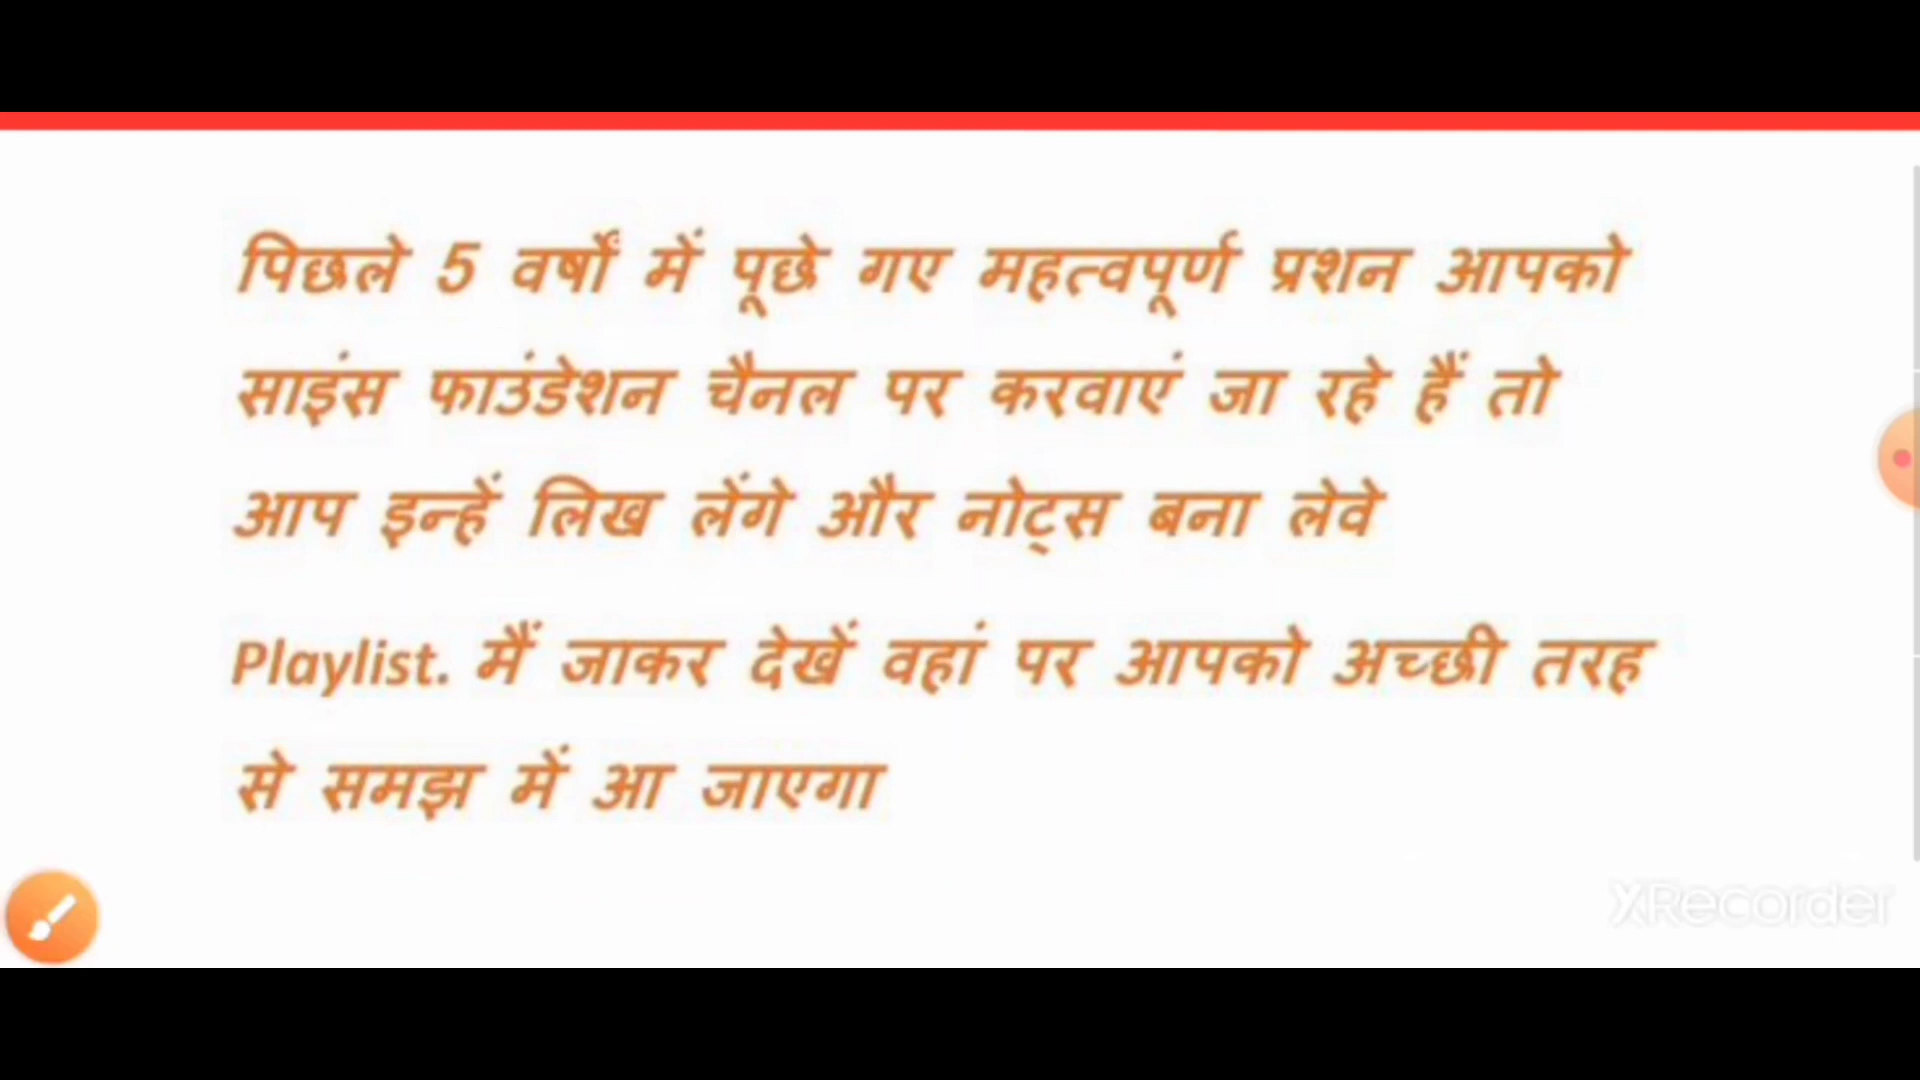 पिछले 5 वर्षों में पूछे गए महत्वपूर्ण प्रशन आपको
साइंस फाउंडेशन चैनल पर करवाएं जा रहे हैं तो
आप इन्हें लिख लेंगे और नोट्स बना लेवे
Playlist. मैं जाकर देखें वहां पर आपको अच्छी तरह
से समझ में आ जाएगा
XRecorder